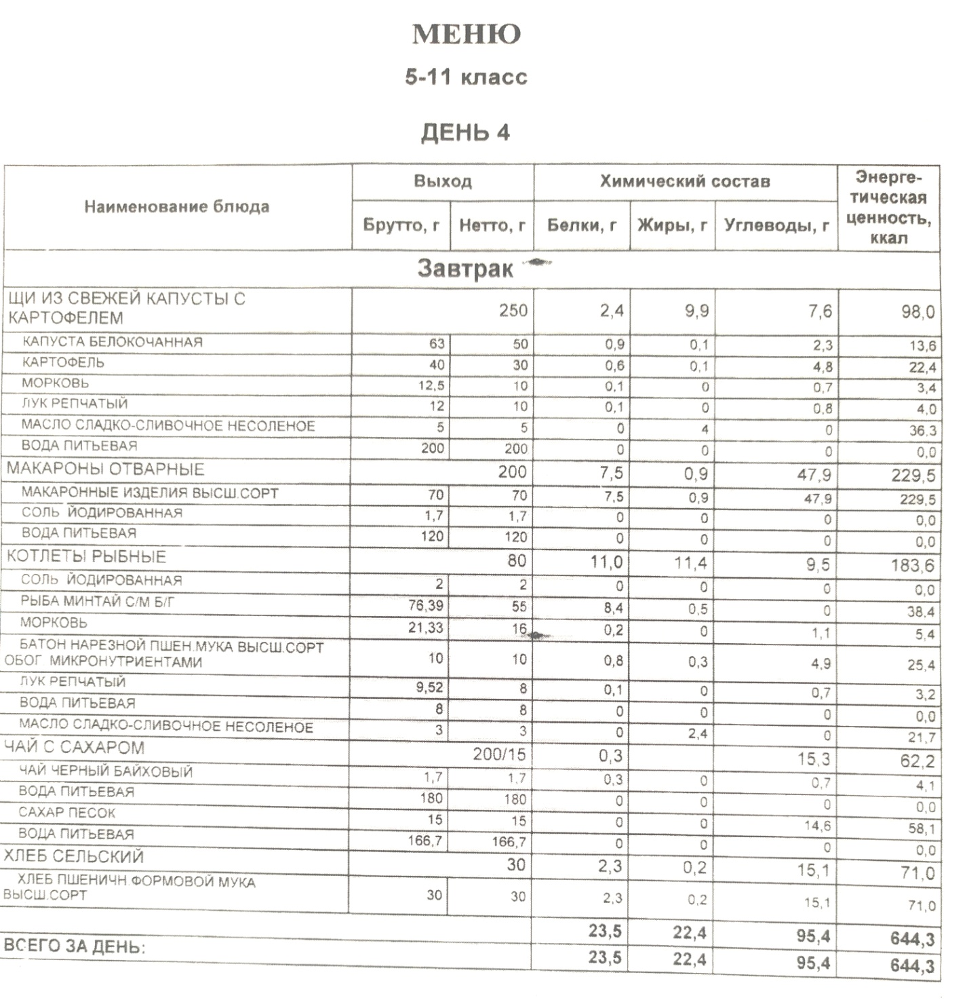 МЕНЮ
5-11 класс
ДЕНЬ 4
Наименование блюда Выход Химический состав Энерге-
тическая
ценность,
ккал
Брутто, г Нетто, г Белки, г Жиры, г Углеводы, г
Завтрак
ЩИ ИЗ СВЕЖЕЙ КАПУСТЫ С
КАРТОФЕЛЕМ 250 2,4 9,9 7,6 98,0
КАПУСТА БЕЛОКОЧАННАЯ 63 50 0,9 0,1 2,3 13,6
КАРТОФЕЛЬ 40 30 0,6 0,1 4,8 22,4
МОРКОВЬ 12,5 10 0,1 0 0,7 3,4
ЛУК РЕПЧАТЫЙ 12 10 0,1 0 0,8 4,0
МАСЛО СЛАДКО-СЛИВОЧНОЕ НЕСОЛЕНОЕ 5 5 0 4 0 36,3
ВОДА ПИТЬЕВАЯ 200 200 0 0 0 0,0
МАКАРОНЫ ОТВАРНЫЕ 200 7,5 0,9 47,9 229,5
МАКАРОННЫЕ ИЗДЕЛИЯ ВЫСШ.СОРТ 70 70 7,5 0,9 47,9 229,5
СОЛЬ ЙОДИРОВАННАЯ 1,7 1,7 0 0 0 0,0
ВОДА ПИТЬЕВАЯ 120 120 0 0 0 0,0
КОТЛЕТЫ РЫБНЫЕ 80 11,0 11,4 9,5 183,6
СОЛЬ ЙОДИРОВАННАЯ 2 2 0 0 0 0,0
РЫБА МИНТАЙ С/М Б/Г 76,39 55 8,4 0,5 0 38,4
МОРКОВЬ 21,33 16 0,2 0 1,1 5,4
БАТОН НАРЕЗНОЙ ПШЕН.МУКА ВЫСШ.СОРТ
ОБОГ МИКРОНУТРИЕНТАМИ 10 10 0,8 0,3 4,9 25,4
ЛУК РЕПЧАТЫЙ 9,52 8 0,1 0 0,7 3,2
ВОДА ПИТЬЕВАЯ 8 8 0 0 0 0,0
МАСЛО СЛАДКО-СЛИВОЧНОЕ НЕСОЛЕНОЕ 3 3 0 2,4 0 21,7
ЧАЙ С САХАРОМ 200/15 0,3 15,3 62,2
ЧАЙ ЧЕРНЫЙ БАЙХОВЫЙ 1,7 1,7 0,3 0 0,7 4,1
ВОДА ПИТЬЕВАЯ 180 180 0 0 0 0,0
САХАР ПЕСОК 15 15 0 0 14,6 58,1
ВОДА ПИТЬЕВАЯ 166,7 166,7 0 0 0 0,0
ХЛЕБ СЕЛЬСКИЙ 30 2,3 0,2 15,1 71,0
ХЛЕБ ПШЕНИЧН.ФОРМОВОЙ МУКА
ВЫСШ.СОРТ 30 30 2,3 0,2 15,1 71,0
23,5 22,4 95,4 644,3
ВСЕГО ЗА ДЕНЬ: 23,5 22,4 95,4 644,3